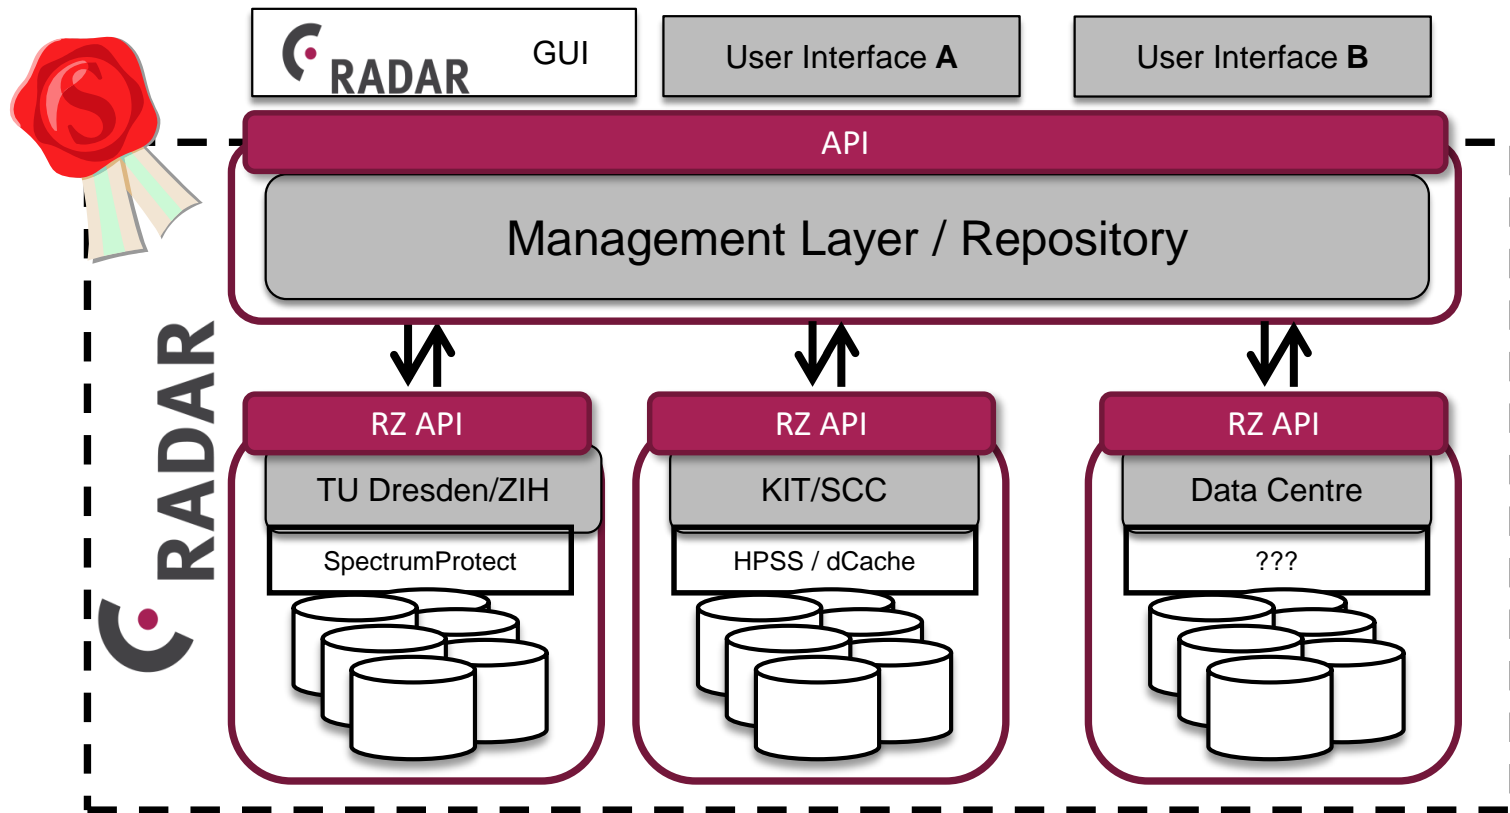 RADAR GUI
User Interface A
User Interface B
API
Management Layer / Repository
RADAR
RZ API
RZ API
RZ API
TU Dresden/ZIH
KIT/SCC
Data Centre
SpectrumProtect
HPSS / dCache
???
S